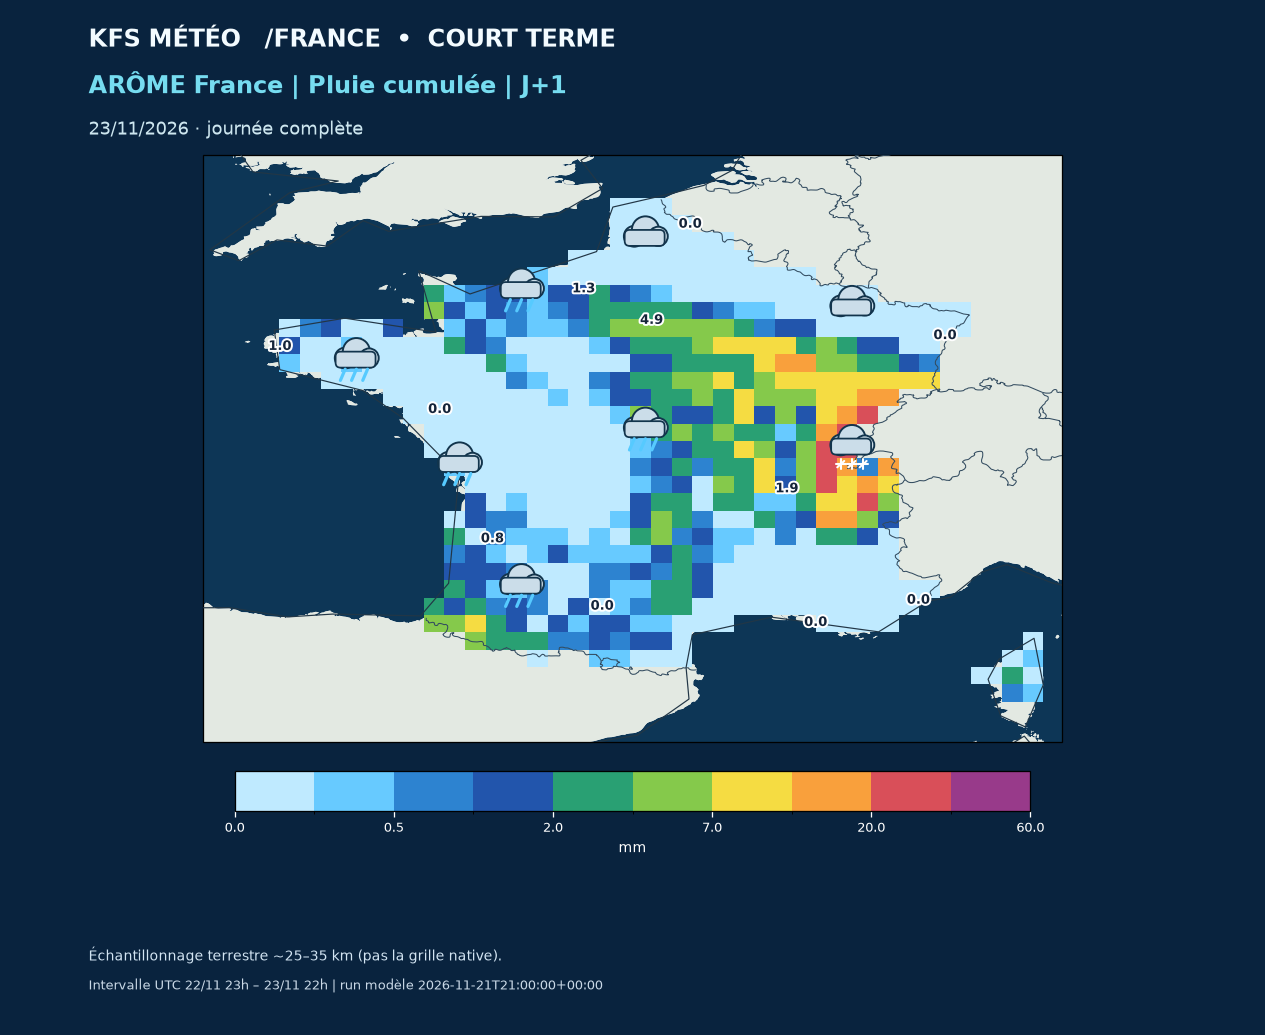 KFS MÉTÉO /FRANCE • COURT TERME
ARÔME France | Pluie cumulée | J+1
23/11/2026 · journée complète
0.0
1.3
4.9
0.0
1.0
0.0
1.9
0.8
0.0
0.0
0.0
0.0 0.5 2.0 7.0 20.0 60.0
mm
Échantillonnage terrestre ~25–35 km (pas la grille native).
Intervalle UTC 22/11 23h – 23/11 22h | run modèle 2026-11-21T21:00:00+00:00